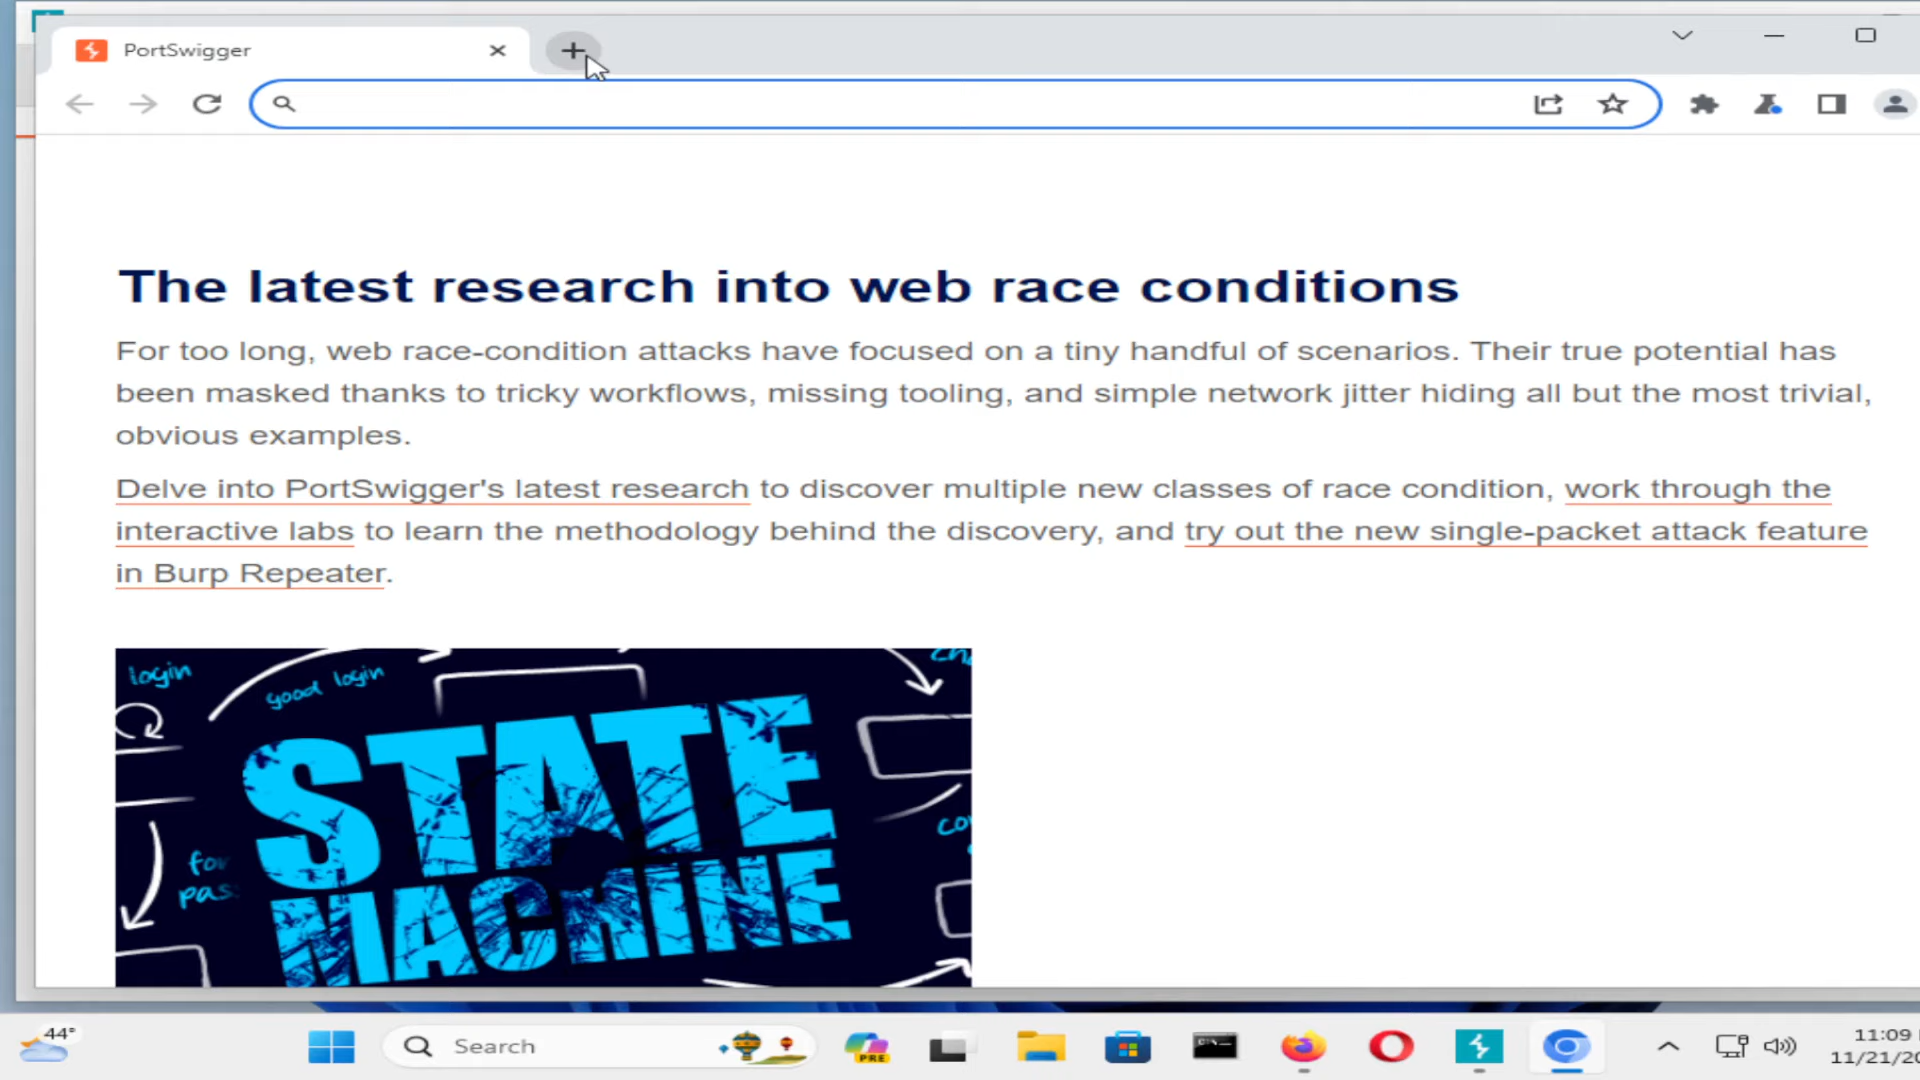 PortSwigger
The latest research into web race conditions
For too long, web race-condition attacks have focused on a tiny handful of scenarios. Their true potential has
been masked thanks to tricky workflows, missing tooling, and simple network jitter hiding all but the most trivial,
obvious examples.
Delve into PortSwigger's latest research to discover multiple new classes of race condition, work through the
interactive labs to learn the methodology behind the discovery, and try out the new single-packet attack feature
in Burp Repeater.
login
good login
STATE
MACHINE
44°
Search
PRE
11:09
11/21/20